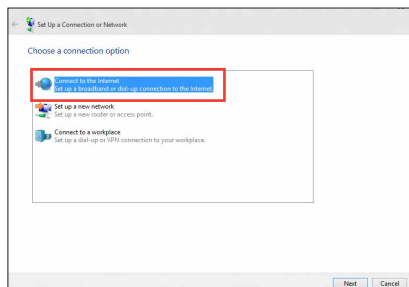 Set Up a Connection or Network
Choose a connection option
Connect to the Internet
Set up a broadband or dial-up connection to the Internet.
Set up a new network
Set up a new router or access point.
Connect to a workplace
Set up a dial-up or VPN connection to your workplace.
Next Cancel